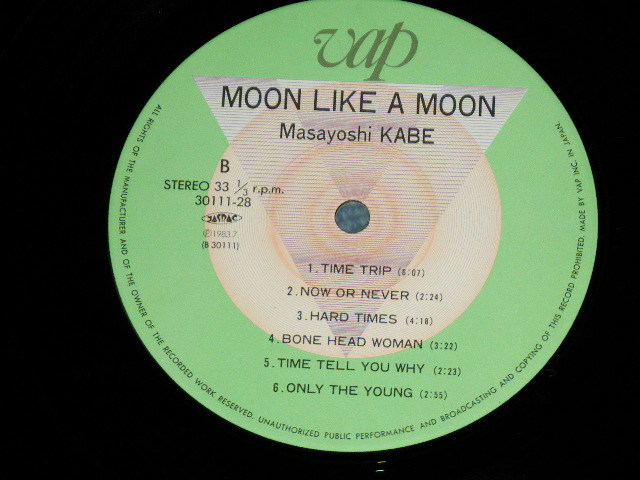 vap
MOON LIKE A MOON
Masayoshi KABE
B
STEREO 33 1/3 r.p.m.
30111-28
JASRAC
Ⓟ1983.7
(B 30111)
1.TIME TRIP (6:07)
2.NOW OR NEVER (2:24)
3.HARD TIMES (4:18)
4.BONE HEAD WOMAN (3:22)
5.TIME TELL YOU WHY (2:23)
6.ONLY THE YOUNG (2:55)
ALL RIGHTS OF THE MANUFACTURER AND OF THE OWNER OF THE RECORDED WORK RESERVED. UNAUTHORIZED PUBLIC PERFORMANCE AND BROADCASTING AND COPYING OF THIS RECORD PROHIBITED. MADE BY VAP INC. IN JAPAN.